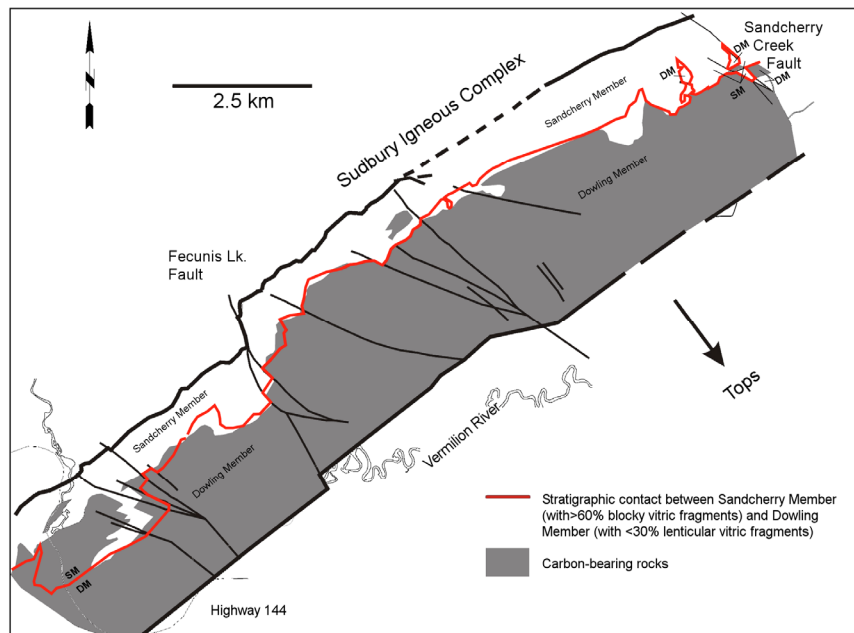 Sandcherry
Creek
Fault
DM
DM
DM
SM
2.5 km
Sudbury Igneous Complex
Sandcherry Member
Dowling Member
Fecunis Lk.
Fault
Tops
Sandcherry Member
Dowling Member
Vermilion River
SM
DM
Highway 144
Stratigraphic contact between Sandcherry Member
(with>60% blocky vitric fragments) and Dowling
Member (with <30% lenticular vitric fragments)
Carbon-bearing rocks